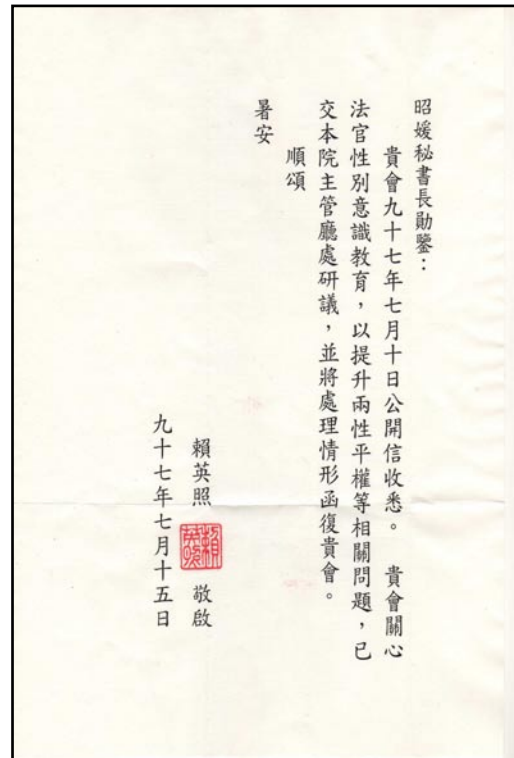 昭媛秘書長勛鑒：
貴會九十七年七月十日公開信收悉。　貴會關心
法官性別意識教育，以提升兩性平權等相關問題，已
交本院主管廳處研議，並將處理情形函復貴會。
順頌
暑安
賴英照　敬啟
九十七年七月十五日